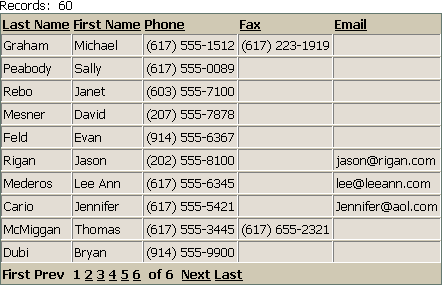 Records: 60
Last Name First Name Phone Fax Email
Graham Michael (617) 555-1512 (617) 223-1919
Peabody Sally (617) 555-0089
Rebo Janet (603) 555-7100
Mesner David (207) 555-7878
Feld Evan (914) 555-6367
Rigan Jason (202) 555-8100 jason@rigan.com
Mederos Lee Ann (617) 555-6345 lee@leeann.com
Cario Jennifer (617) 555-5421 Jennifer@aol.com
McMiggan Thomas (617) 555-3445 (617) 655-2321
Dubi Bryan (914) 555-9900
First Prev 1 2 3 4 5 6 of 6 Next Last